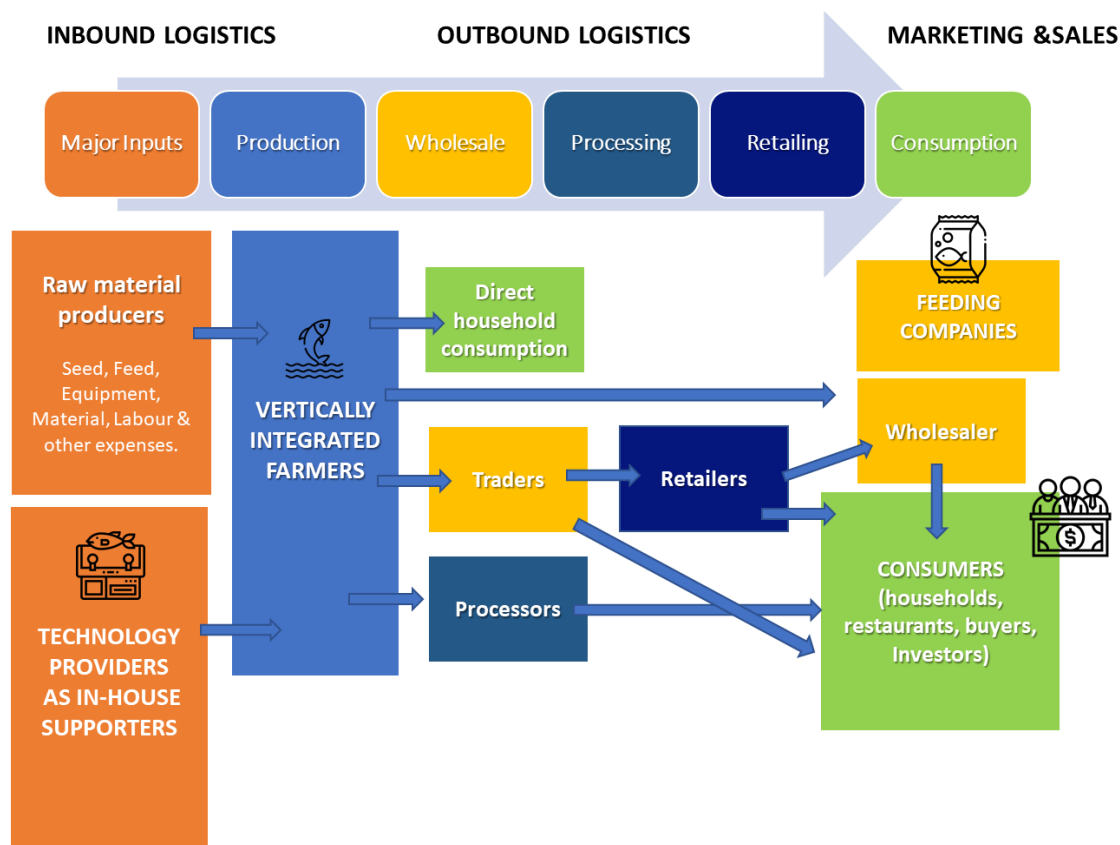 INBOUND LOGISTICS
OUTBOUND LOGISTICS
MARKETING &SALES
Major Inputs
Production
Wholesale
Processing
Retailing
Consumption
Raw material
producers
Seed, Feed,
Equipment,
Material, Labour &
other expenses.
TECHNOLOGY
PROVIDERS
AS IN-HOUSE
SUPPORTERS
VERTICALLY
INTEGRATED
FARMERS
Direct
household
consumption
Traders
Retailers
Processors
FEEDING
COMPANIES
Wholesaler
$
CONSUMERS
(households,
restaurants, buyers,
Investors)